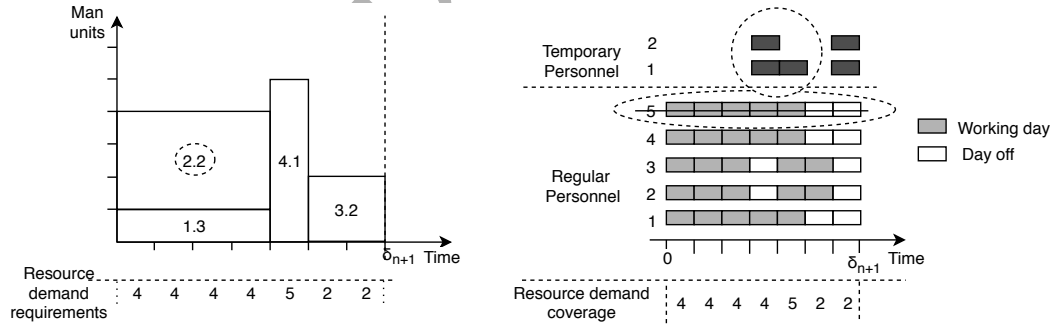 Man
units
2.2
4.1
3.2
1.3
δn+1 Time
Resource
demand
requirements
4 4 4 4 5 2 2
Temporary
Personnel
2
1
5
4
3
2
1
Regular
Personnel
Working day
Day off
0
δn+1 Time
Resource demand
coverage
4 4 4 4 5 2 2